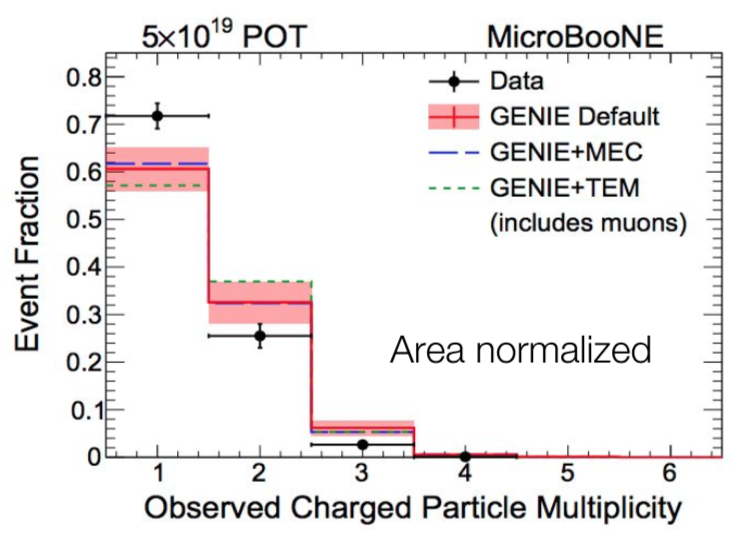 5×10¹⁹ POT MicroBooNE
Data
GENIE Default
GENIE+MEC
GENIE+TEM
(includes muons)
Area normalized
Event Fraction
0.8
0.7
0.6
0.5
0.4
0.3
0.2
0.1
0
1 2 3 4 5 6
Observed Charged Particle Multiplicity